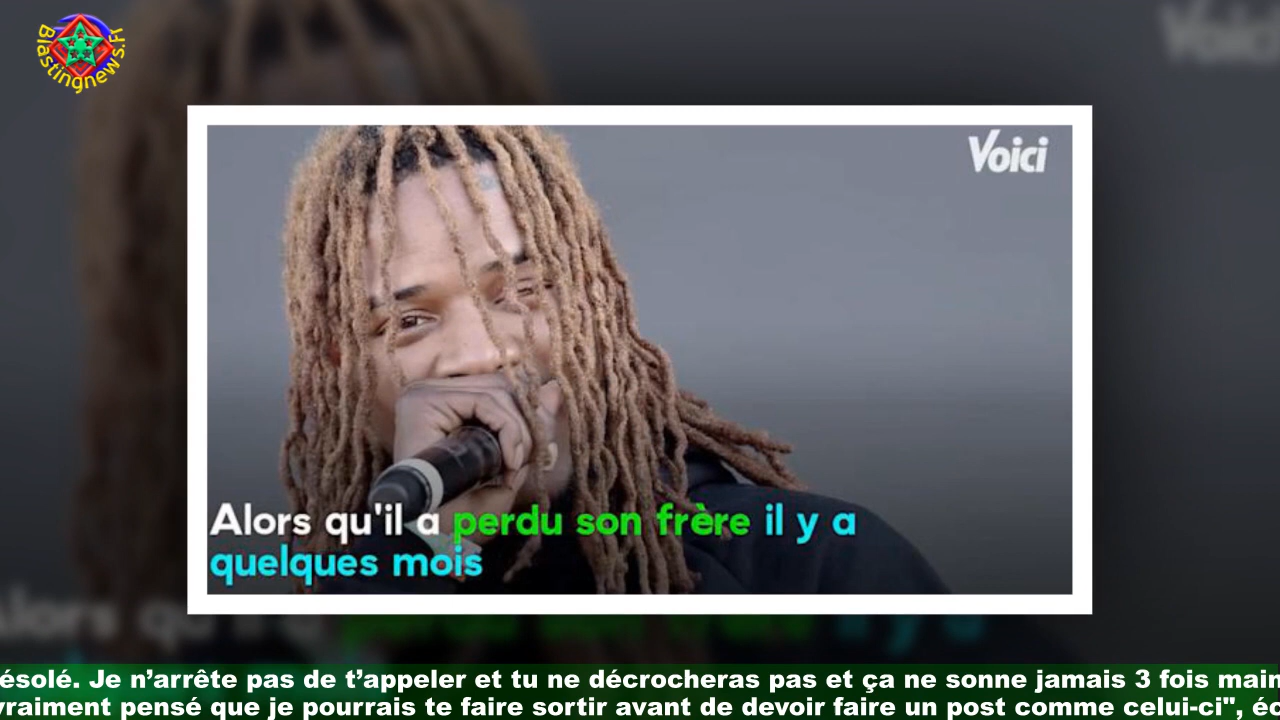 Blastingnews.Fr
Voici
Alors qu'il a perdu son frère il y a
quelques mois
ésolé. Je n’arrête pas de t’appeler et tu ne décrocheras pas et ça ne sonne jamais 3 fois main
vraiment pensé que je pourrais te faire sortir avant de devoir faire un post comme celui-ci", éc